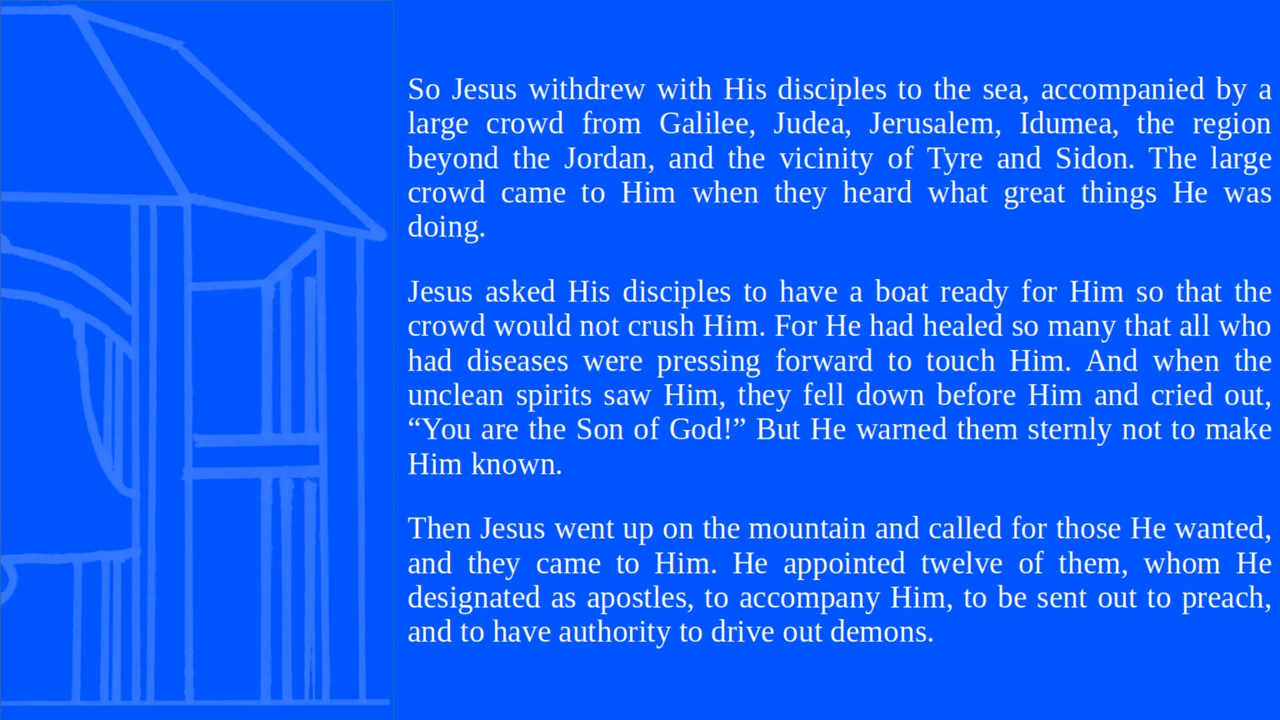 So Jesus withdrew with His disciples to the sea, accompanied by a
large crowd from Galilee, Judea, Jerusalem, Idumea, the region
beyond the Jordan, and the vicinity of Tyre and Sidon. The large
crowd came to Him when they heard what great things He was
doing.
Jesus asked His disciples to have a boat ready for Him so that the
crowd would not crush Him. For He had healed so many that all who
had diseases were pressing forward to touch Him. And when the
unclean spirits saw Him, they fell down before Him and cried out,
“You are the Son of God!” But He warned them sternly not to make
Him known.
Then Jesus went up on the mountain and called for those He wanted,
and they came to Him. He appointed twelve of them, whom He
designated as apostles, to accompany Him, to be sent out to preach,
and to have authority to drive out demons.